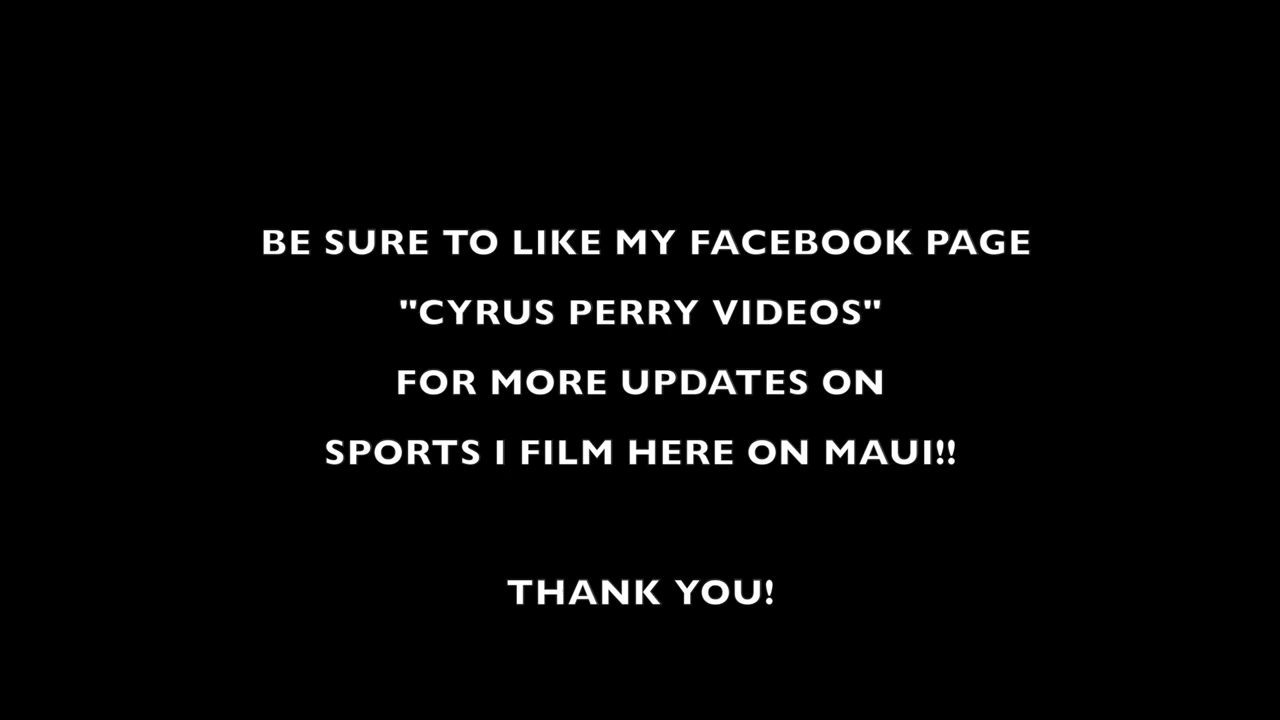 BE SURE TO LIKE MY FACEBOOK PAGE
"CYRUS PERRY VIDEOS"
FOR MORE UPDATES ON
SPORTS I FILM HERE ON MAUI!!
THANK YOU!